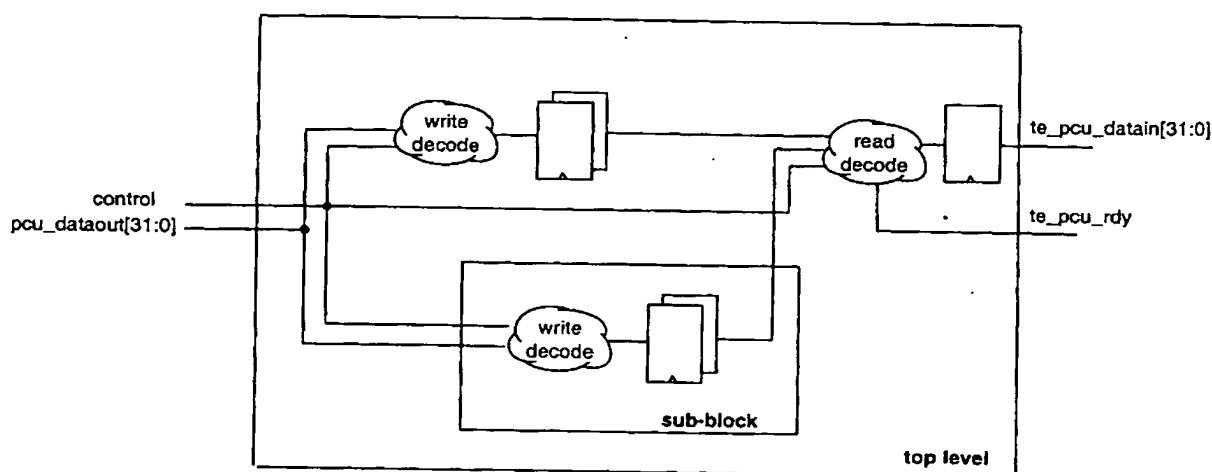 write
decode
read
decode
te_pcu_datain[31:0]
control
pcu_dataout[31:0]
te_pcu_rdy
write
decode
sub-block
top level